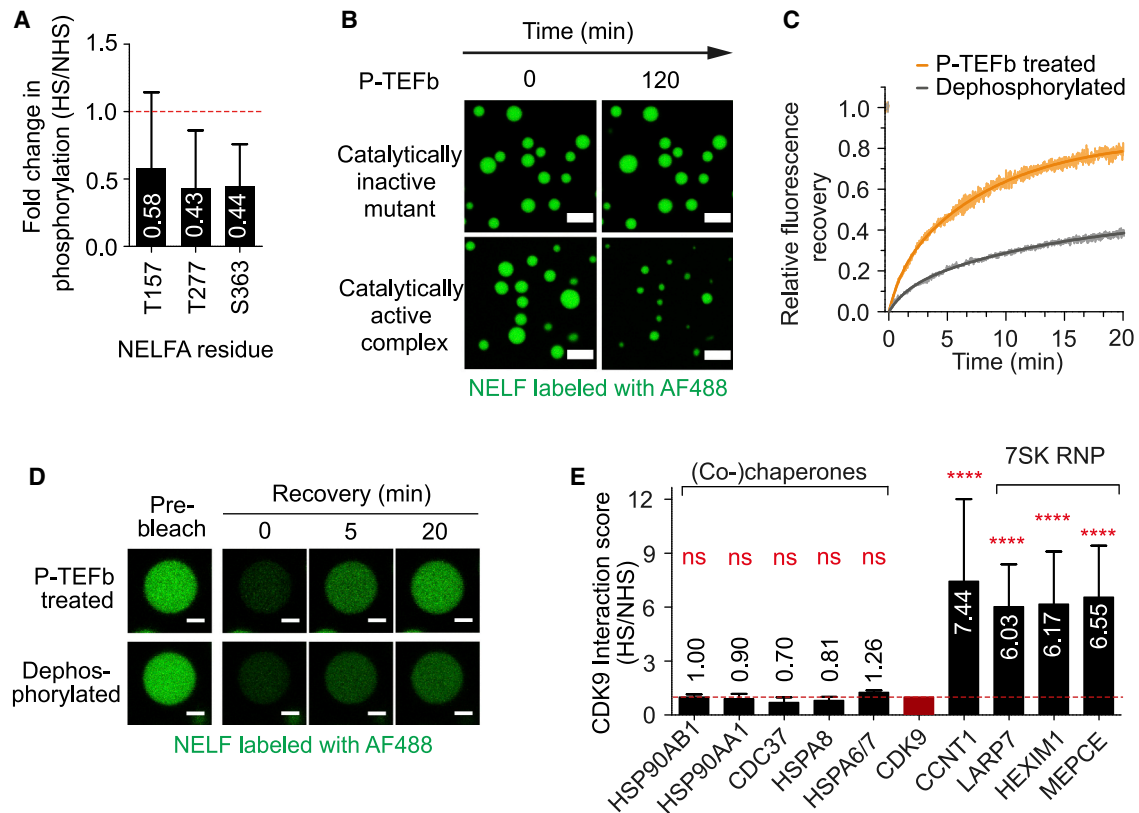 A
Fold change in
phosphorylation (HS/NHS)
1.5
1.0
0.5
0.0
0.58
0.43
0.44
T157
T277
S363
NELFA residue
B
Time (min)
P-TEFb
0
120
Catalytically
inactive
mutant
Catalytically
active
complex
NELF labeled with AF488
C
P-TEFb treated
Dephosphorylated
Relative fluorescence
recovery
1.0
0.8
0.6
0.4
0.2
0.0
0
5
10
15
20
Time (min)
D
Pre-
bleach
Recovery (min)
0
5
20
P-TEFb
treated
Dephos-
phorylated
NELF labeled with AF488
E
(Co-)chaperones
7SK RNP
CDK9 Interaction score
(HS/NHS)
12
9
6
3
0
ns
ns
ns
ns
ns
****
****
****
****
1.00
0.90
0.70
0.81
1.26
7.44
6.03
6.17
6.55
HSP90AB1
HSP90AA1
CDC37
HSPA8
HSPA6/7
CDK9
CCNT1
LARP7
HEXIM1
MEPCE